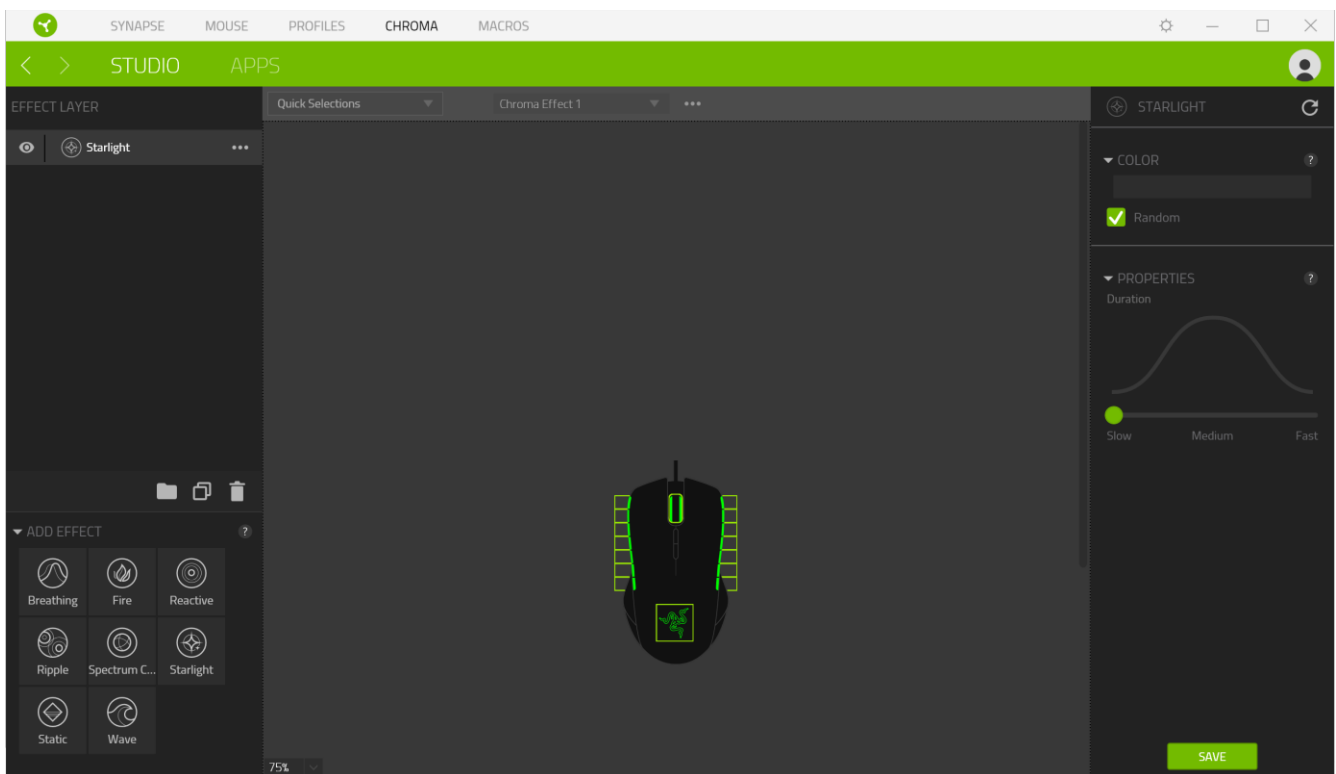 SYNAPSE MOUSE PROFILES CHROMA MACROS
STUDIO APPS
EFFECT LAYER
Starlight
ADD EFFECT ?
Breathing Fire Reactive
Ripple Spectrum C... Starlight
Static Wave
Quick Selections Chroma Effect 1
75%
STARLIGHT
COLOR ?
Random
PROPERTIES ?
Duration
Slow Medium Fast
SAVE